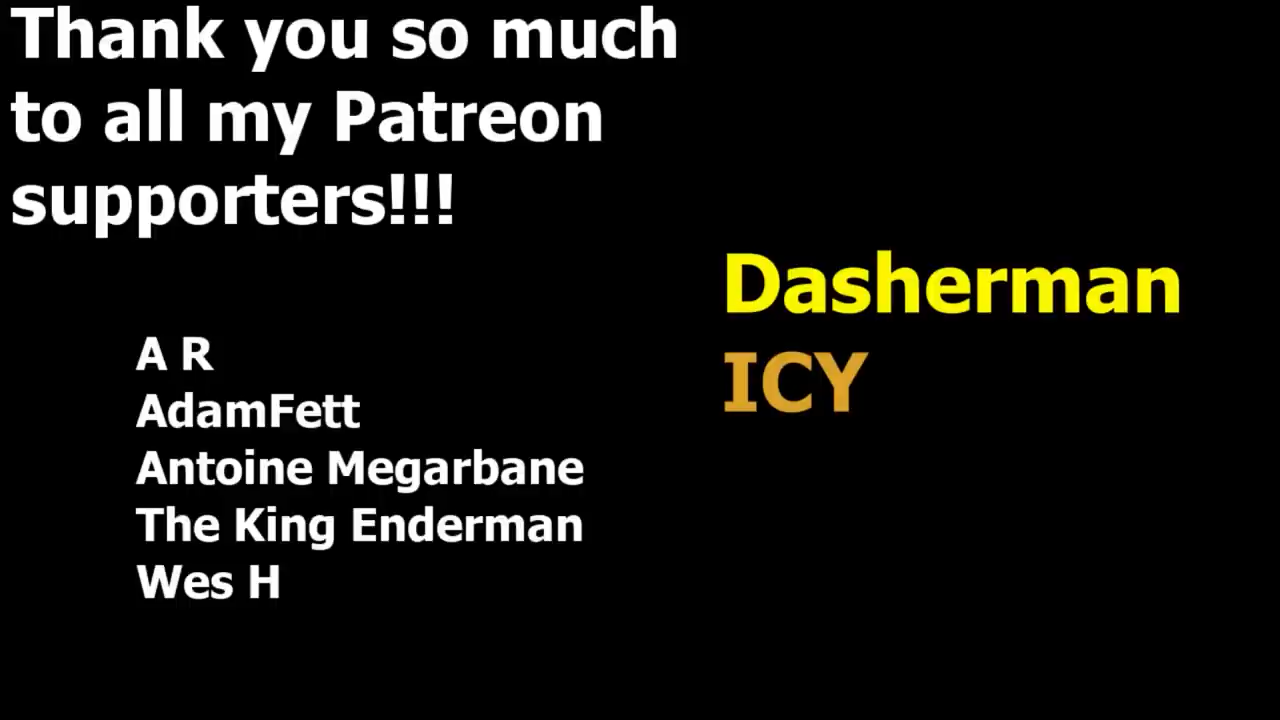 Thank you so much
to all my Patreon
supporters!!!
A R
AdamFett
Antoine Megarbane
The King Enderman
Wes H
Dasherman
ICY